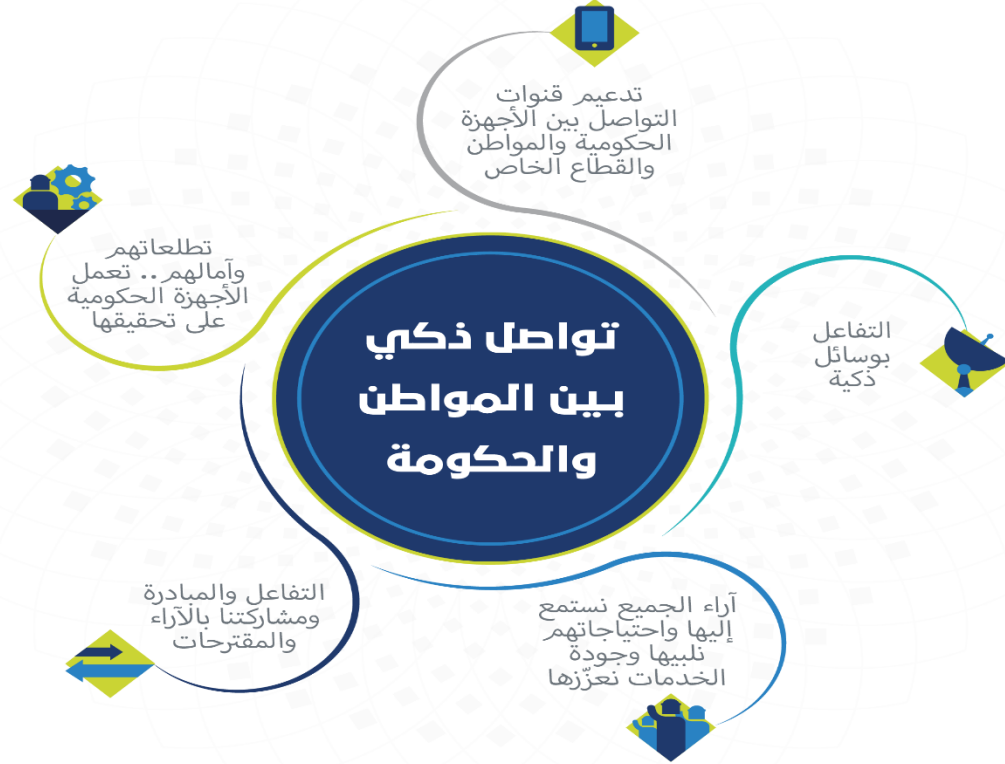 تدعيم قنوات
التواصل بين الأجهزة
الحكومية والمواطن
والقطاع الخاص
تطلعاتهم
وآمالهم .. تعمل
الأجهزة الحكومية
على تحقيقها
تواصل ذكي
بين المواطن
والحكومة
التفاعل
بوسائل
ذكية
التفاعل والمبادرة
ومشاركتنا بالآراء
والمقترحات
آراء الجميع نستمع
إليها واحتياجاتهم
نلبيها وجودة
الخدمات نعزّزها